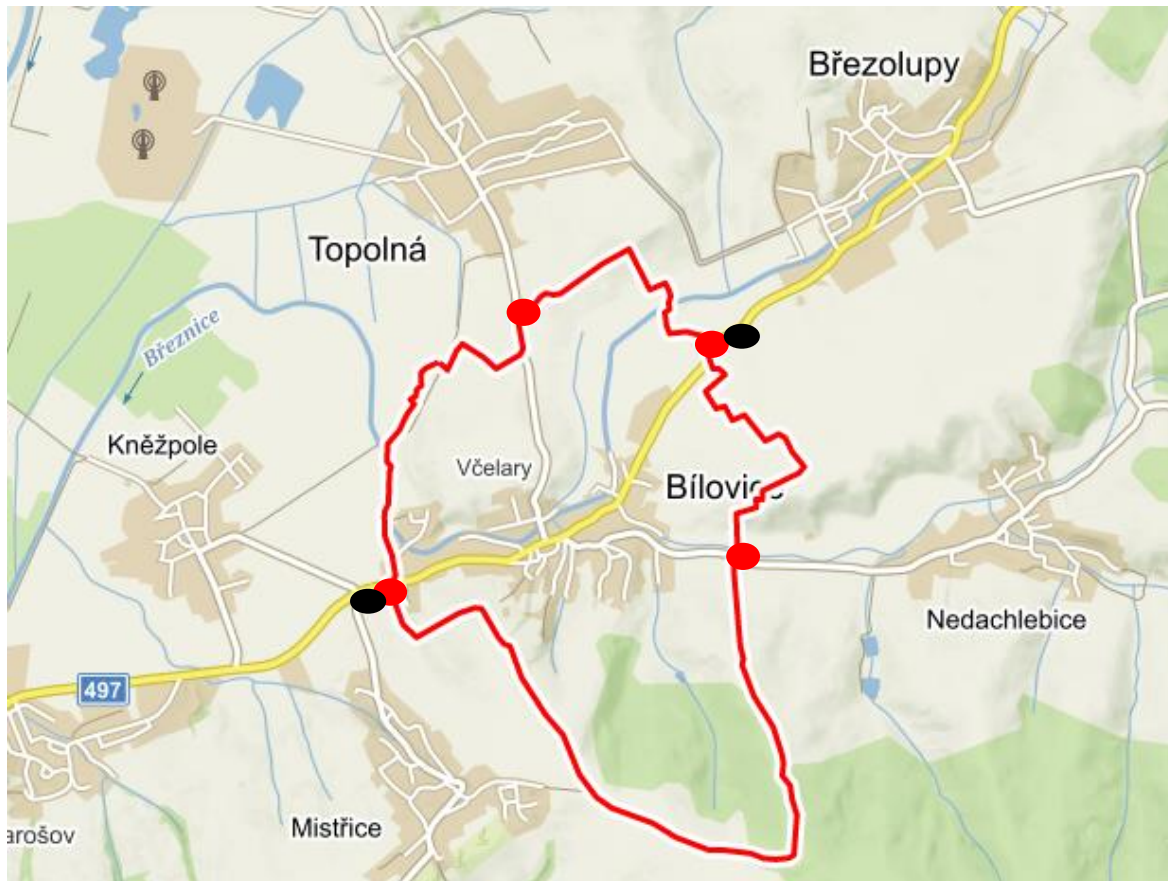 Březolupy
Topolná
Březnice
Kněžpole
Včelary
Bílovic
Nedachlebice
497
Mistřice
arošov